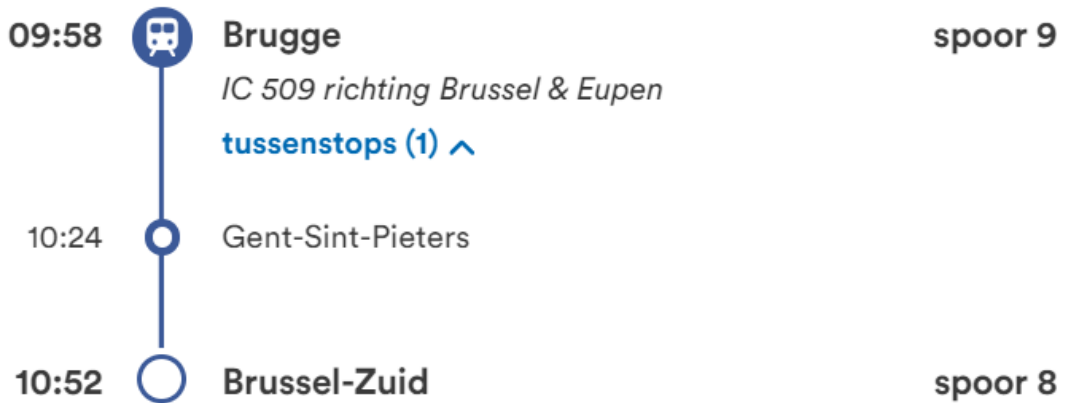 09:58 Brugge spoor 9
IC 509 richting Brussel & Eupen
tussenstops (1)
10:24 Gent-Sint-Pieters
10:52 Brussel-Zuid spoor 8